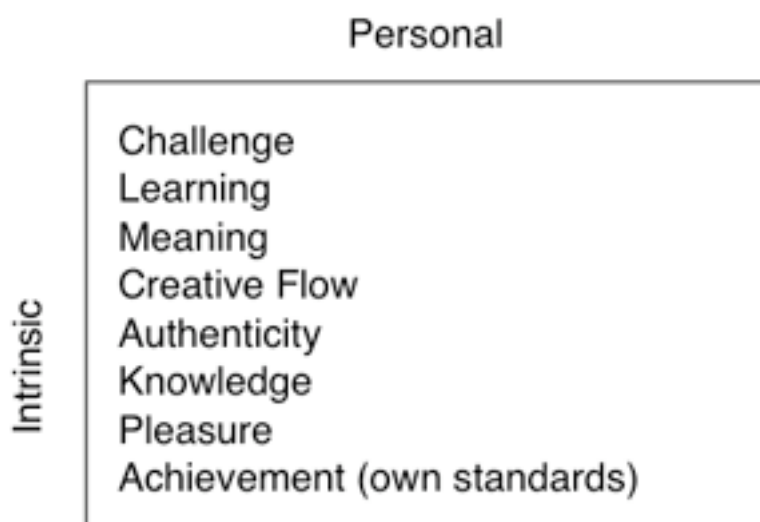 Personal
Intrinsic
Challenge
Learning
Meaning
Creative Flow
Authenticity
Knowledge
Pleasure
Achievement (own standards)